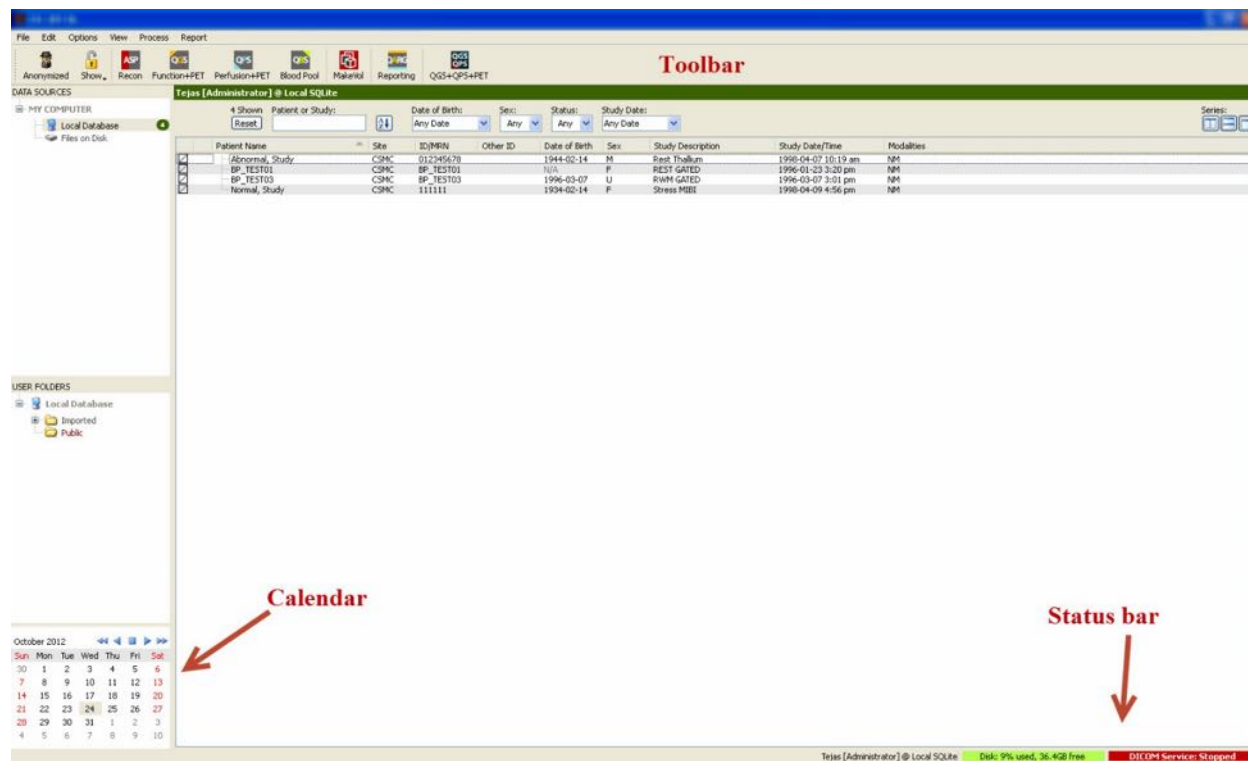 File Edit Options View Process Report
Toolbar
ASP QGS QPS QBS DARG QGS QPS
Anonymized Show Recon Function+PET Perfusion+PET Blood Pool MakeVol Reporting QGS+QPS+PET
DATA SOURCES
MY COMPUTER
Local Database 4
Files on Disk
Tejas [Administrator] @ Local SQLite
4 Shown Patient or Study: Date of Birth: Sex: Status: Study Date: Series:
Reset Any Date Any Any Any Date
Patient Name Site ID/MRN Other ID Date of Birth Sex Study Description Study Date/Time Modalities
Abnormal, Study CSMC 012345678 1944-02-14 M Rest Thallium 1998-04-07 10:19 am NM
BP_TEST01 CSMC BP_TEST01 N/A F REST GATED 1996-01-23 3:20 pm NM
BP_TEST03 CSMC BP_TEST03 1996-03-07 U RWM GATED 1996-03-07 3:01 pm NM
Normal, Study CSMC 111111 1934-02-14 F Stress MIBI 1998-04-09 4:56 pm NM
USER FOLDERS
Local Database
Imported
Public
Calendar
Status bar
October 2012
Sun Mon Tue Wed Thu Fri Sat
30 1 2 3 4 5 6
7 8 9 10 11 12 13
14 15 16 17 18 19 20
21 22 23 24 25 26 27
28 29 30 31 1 2 3
4 5 6 7 8 9 10
Tejas [Administrator] @ Local SQLite Disk: 9% used, 36.4GB free DICOM Service: Stopped